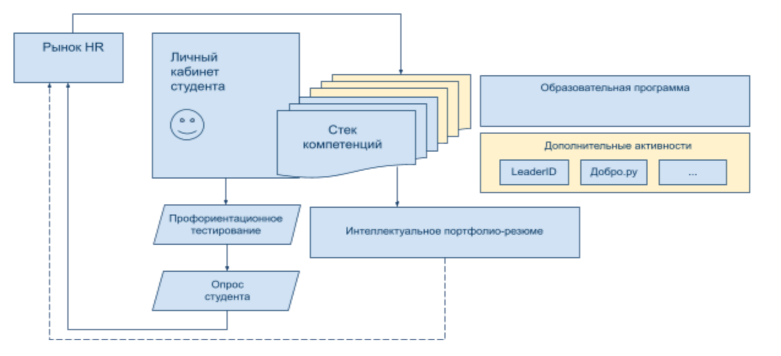 Рынок HR
Личный
кабинет
студента
Стек
компетенций
Образовательная программа
Дополнительные активности
LeaderID
Добро.ру
...
Профориентационное
тестирование
Интеллектуальное портфолио-резюме
Опрос
студента